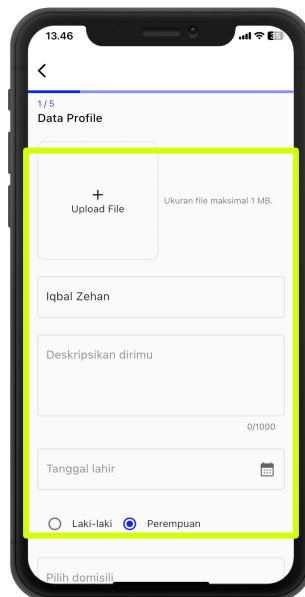 13.46
1 / 5
Data Profile
+
Upload File
Ukuran file maksimal 1 MB.
Iqbal Zehan
Deskripsikan dirimu
0/1000
Tanggal lahir
Laki-laki Perempuan
Pilih domisili